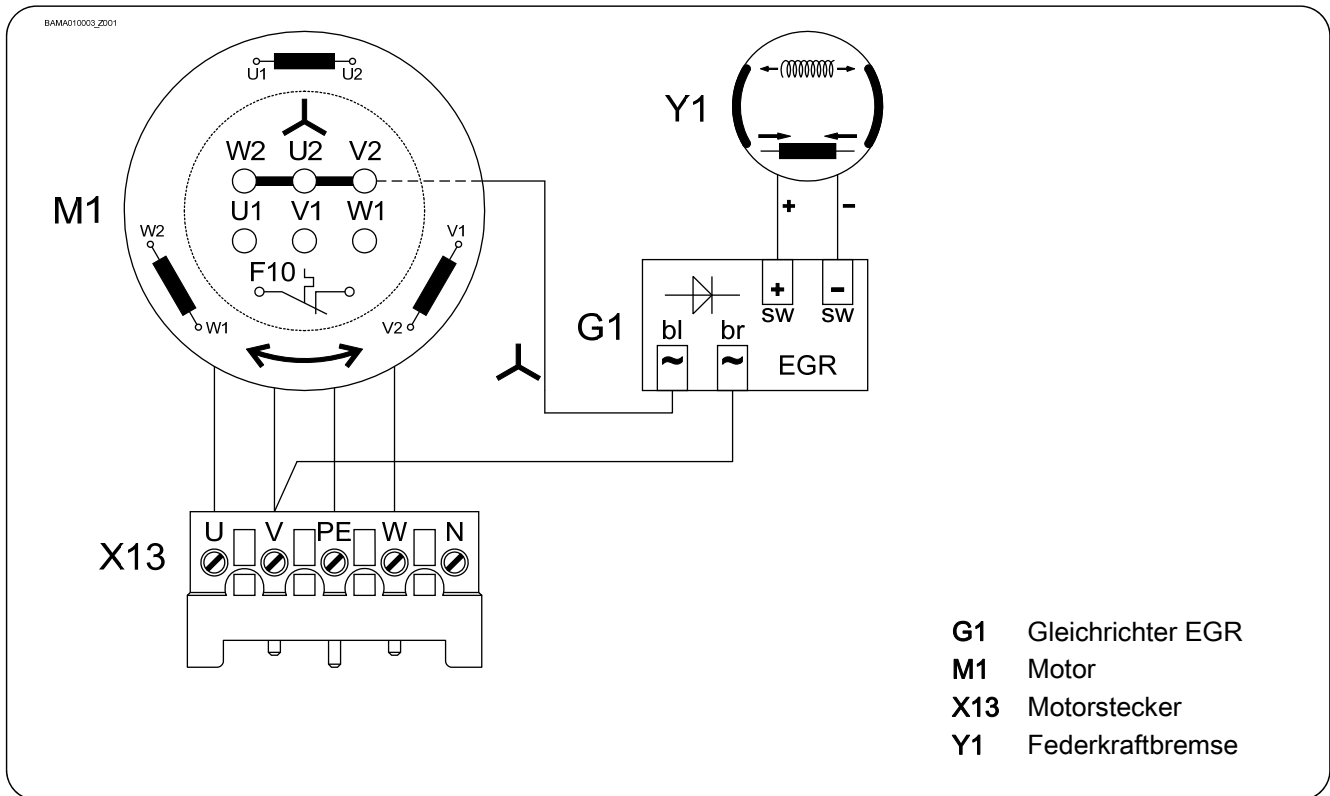 BAMA010003_Z001
U1 U2
W2 U2 V2
M1
U1 V1 W1
W2 V1
F10
W1 V2
Y1
+ -
G1
+ -
sw sw
bl br
~ ~
EGR
X13
U V PE W N
G1 Gleichrichter EGR
M1 Motor
X13 Motorstecker
Y1 Federkraftbremse